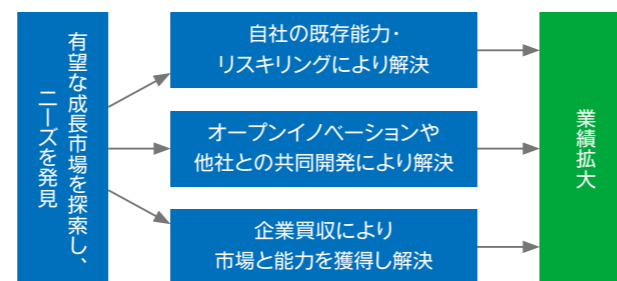 有望な成長市場を探索し、
ニーズを発見
自社の既存能力・
リスキリングにより解決
オープンイノベーションや
他社との共同開発により解決
企業買収により
市場と能力を獲得し解決
業績拡大